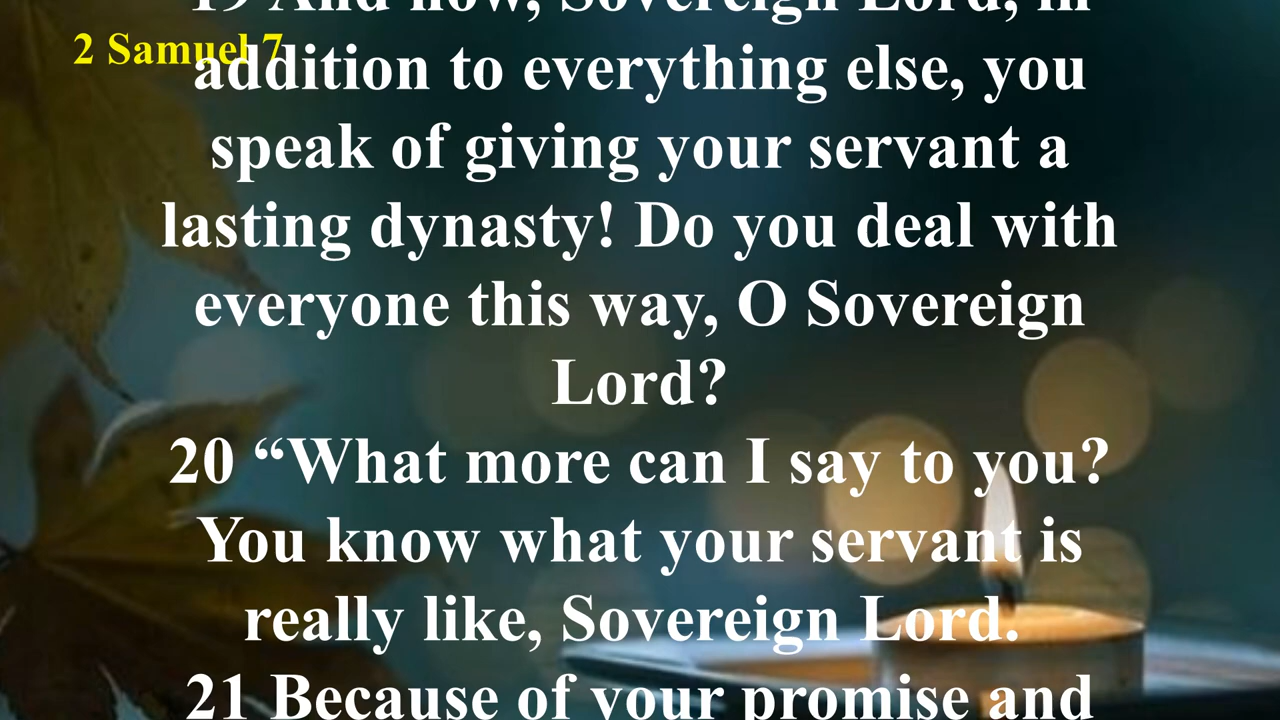 19 And now, Sovereign Lord, in
2 Samuel 7
addition to everything else, you
speak of giving your servant a
lasting dynasty! Do you deal with
everyone this way, O Sovereign
Lord?
20 “What more can I say to you?
You know what your servant is
really like, Sovereign Lord.
21 Because of your promise and